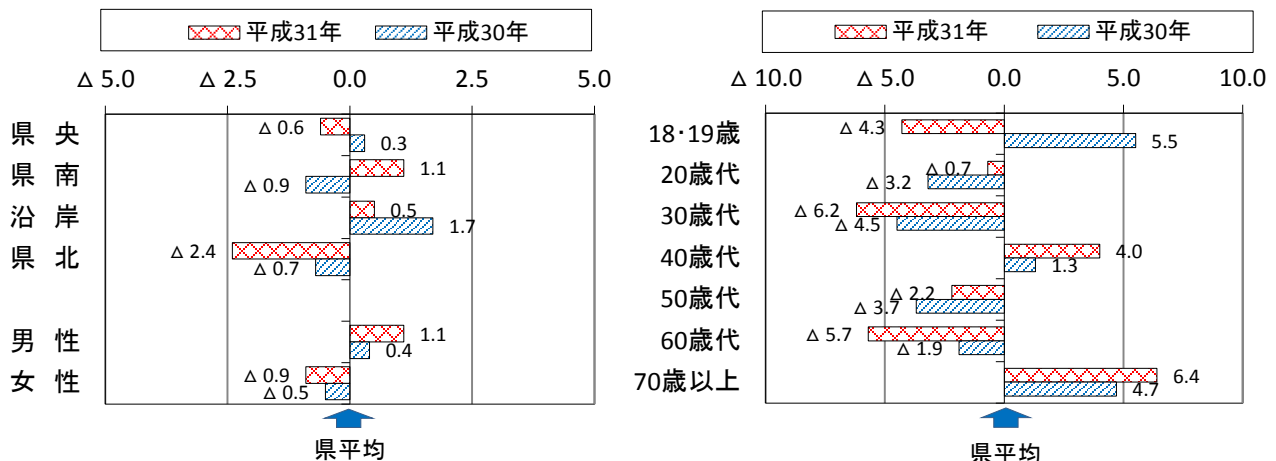 平成31年 平成30年
△ 5.0 △ 2.5 0.0 2.5 5.0
県 央 △ 0.6 0.3
県 南 1.1 △ 0.9
沿 岸 0.5 1.7
県 北 △ 2.4 △ 0.7
男 性 1.1 0.4
女 性 △ 0.9 △ 0.5
県平均
平成31年 平成30年
△ 10.0 △ 5.0 0.0 5.0 10.0
18・19歳 △ 4.3 5.5
20歳代 △ 0.7 △ 3.2
30歳代 △ 6.2 △ 4.5
40歳代 4.0 1.3
50歳代 △ 2.2 △ 3.7
60歳代 △ 5.7 △ 1.9
70歳以上 6.4 4.7
県平均